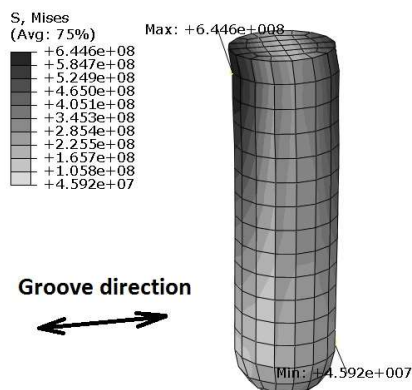 S, Mises
(Avg: 75%)
+6.446e+08
+5.847e+08
+5.249e+08
+4.650e+08
+4.051e+08
+3.453e+08
+2.854e+08
+2.255e+08
+1.657e+08
+1.058e+08
+4.592e+07
Max: +6.446e+008
Groove direction
Min: +4.592e+007